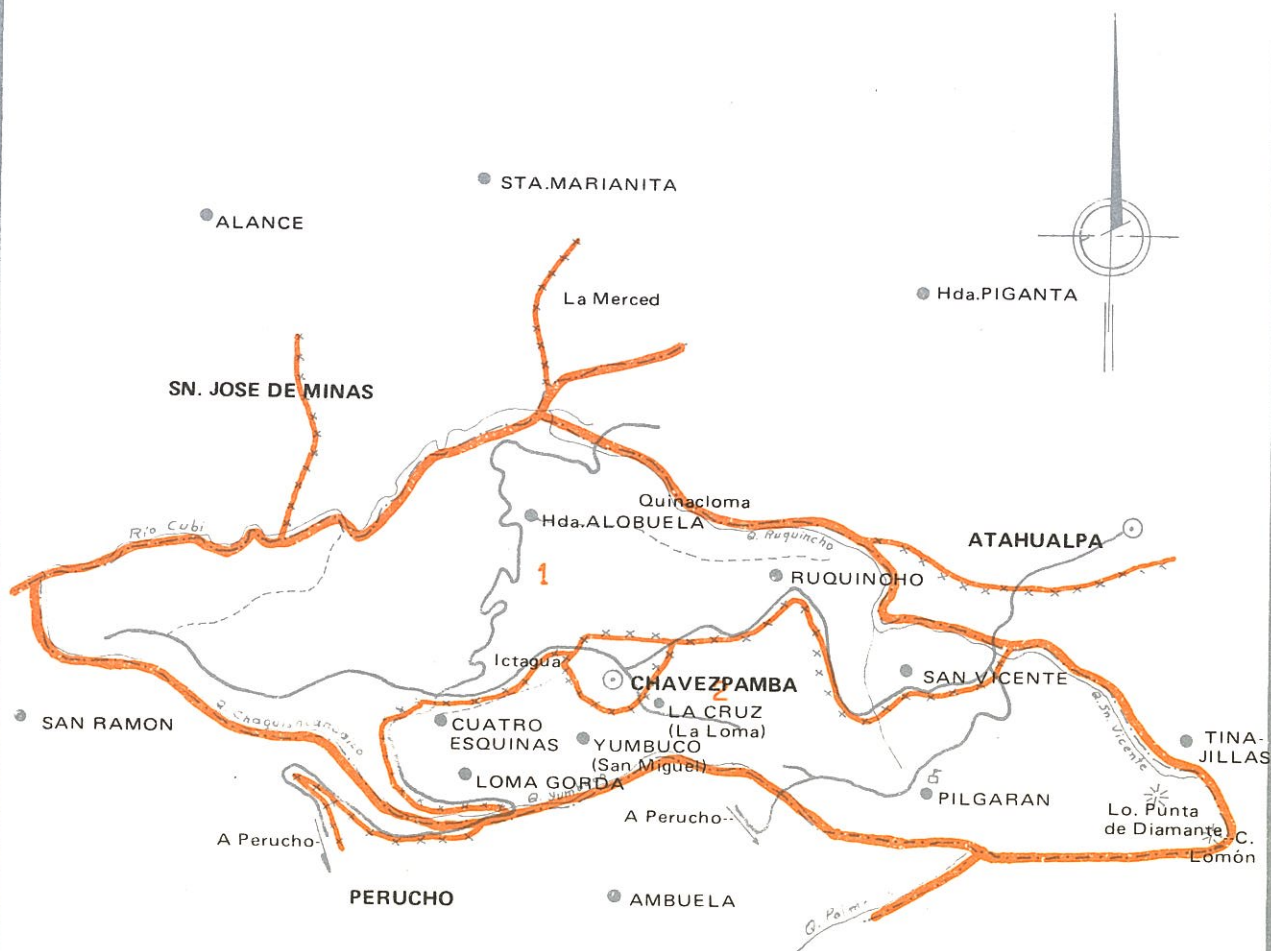 STA.MARIANITA
ALANCE
Hda.PIGANTA
La Merced
SN. JOSE DE MINAS
Quinacloma
Río Cubi
Hda.ALOBUELA
Q. Ruquincho
ATAHUALPA
1
RUQUINCHO
Ictagua
SAN VICENTE
CHAVEZPAMBA
2
LA CRUZ
(La Loma)
Q. Sn. Vicente
SAN RAMON
CUATRO
ESQUINAS
YUMBUCO
(San Miguel)
TINA-
JILLAS
LOMA GORDA
Q.
PILGARAN
Lo. Punta
de Diamante
A Perucho
A Perucho
C.
Lomón
PERUCHO
AMBUELA
Q.